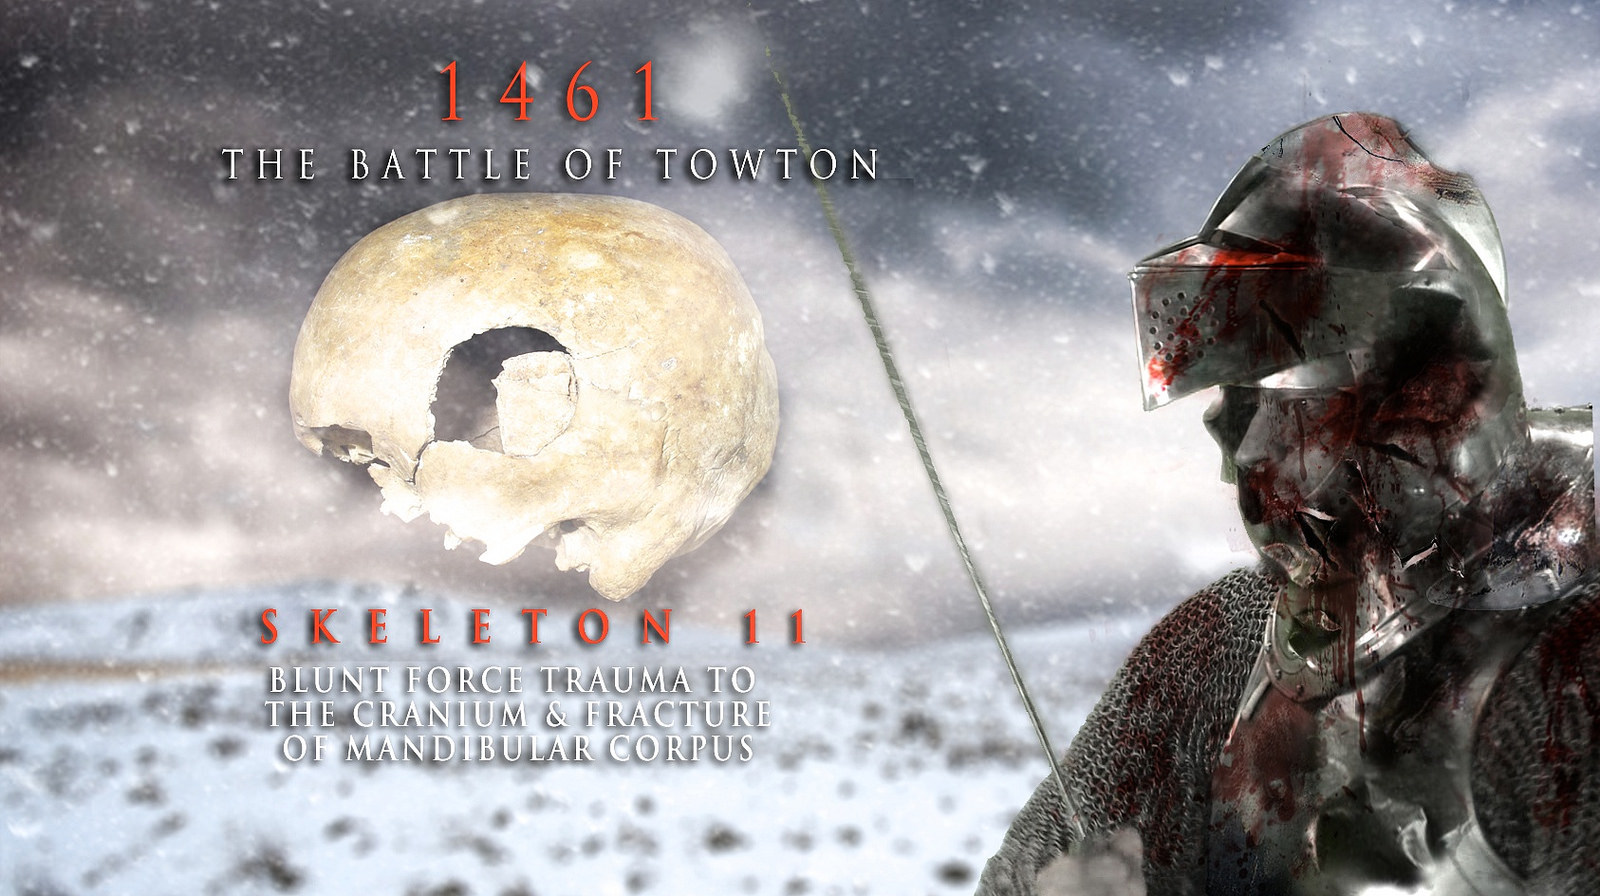 1461
THE BATTLE OF TOWTON
SKELETON 11
BLUNT FORCE TRAUMA TO
THE CRANIUM & FRACTURE
OF MANDIBULAR CORPUS